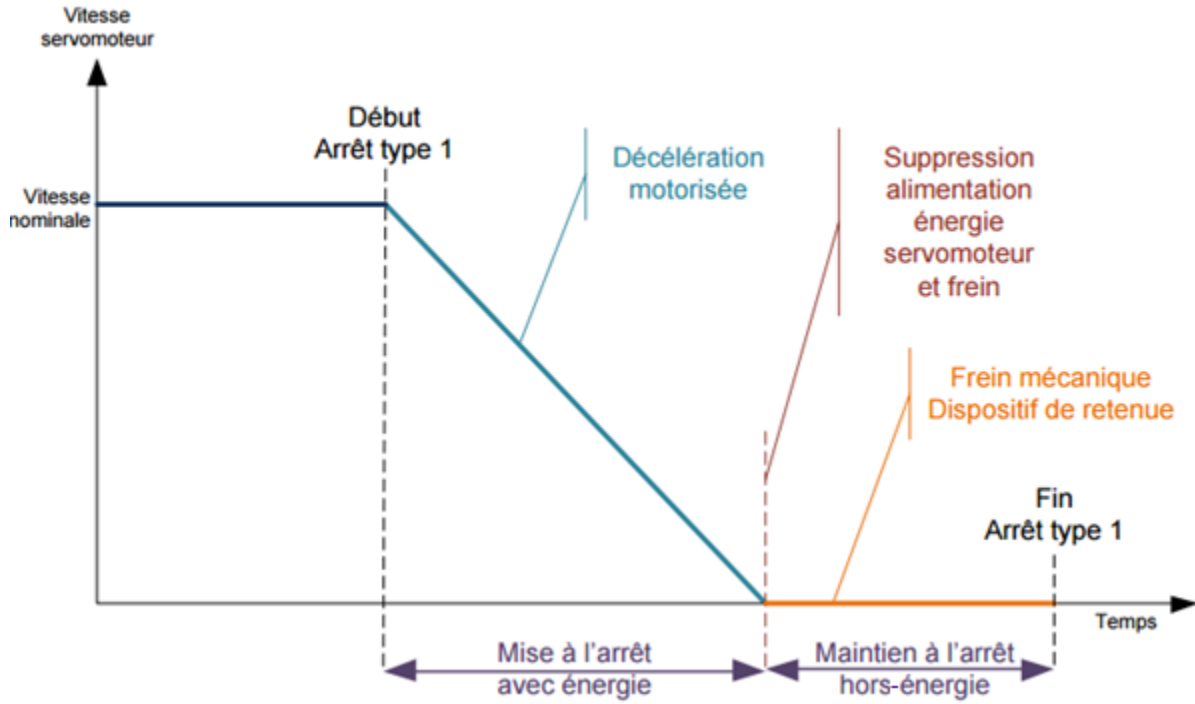 Vitesse
servomoteur
Début
Arrêt type 1
Décélération
motorisée
Suppression
alimentation
énergie
servomoteur
et frein
Vitesse
nominale
Frein mécanique
Dispositif de retenue
Fin
Arrêt type 1
Temps
Mise à l'arrêt
avec énergie
Maintien à l'arrêt
hors-énergie